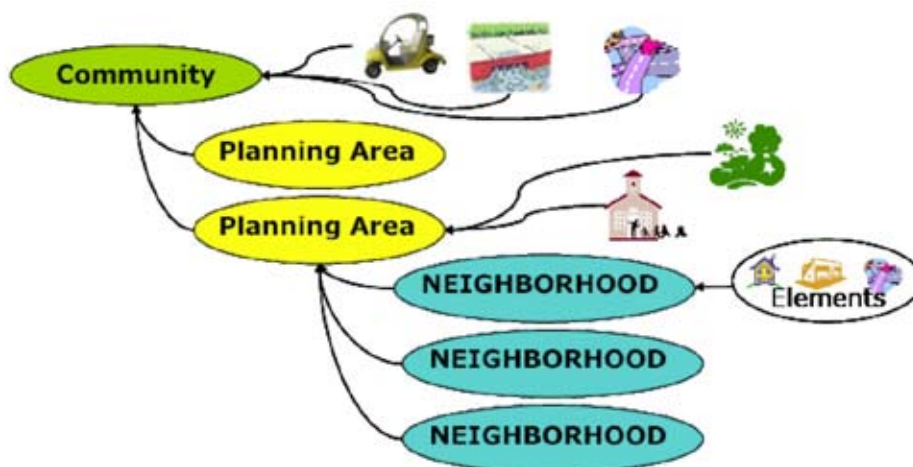 Community
Planning Area
Planning Area
NEIGHBORHOOD
Elements
NEIGHBORHOOD
NEIGHBORHOOD